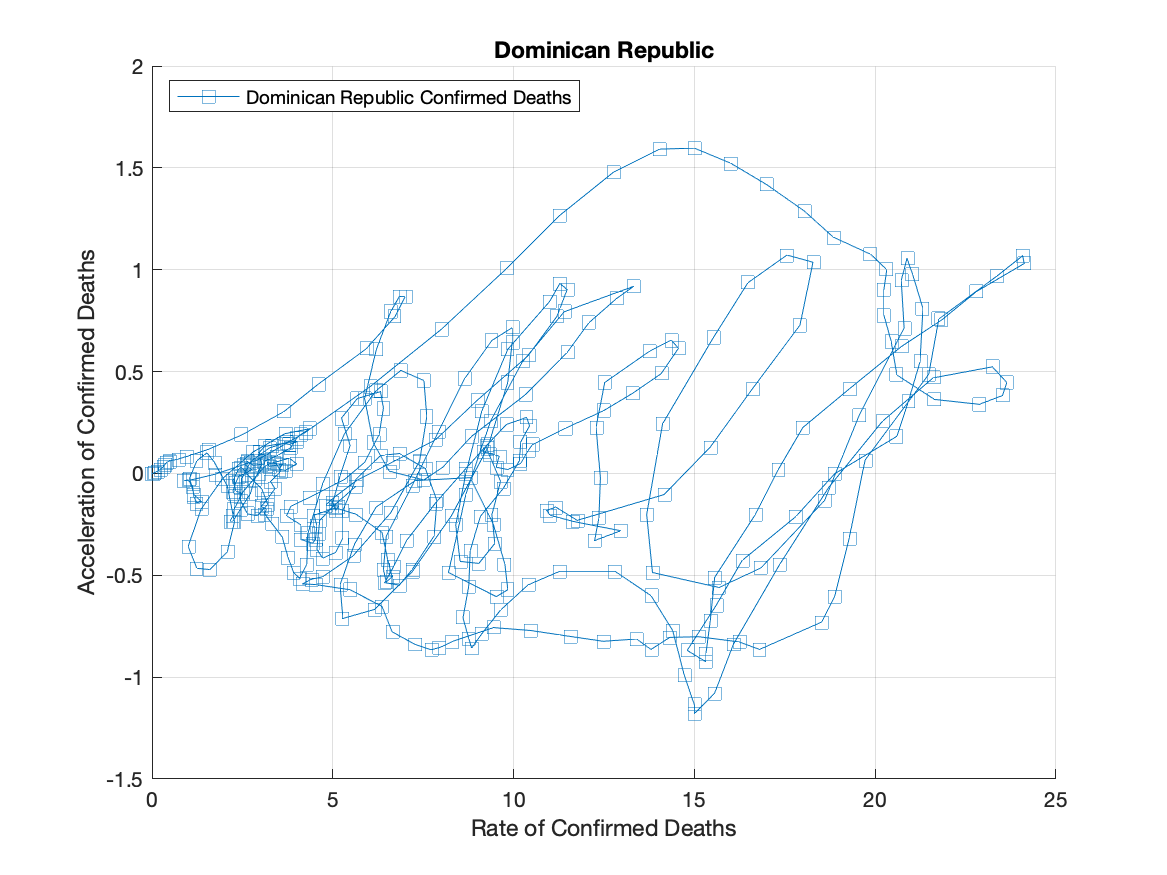 Dominican Republic
Dominican Republic Confirmed Deaths
2
1.5
1
0.5
0
-0.5
-1
-1.5
Acceleration of Confirmed Deaths
0 5 10 15 20 25
Rate of Confirmed Deaths